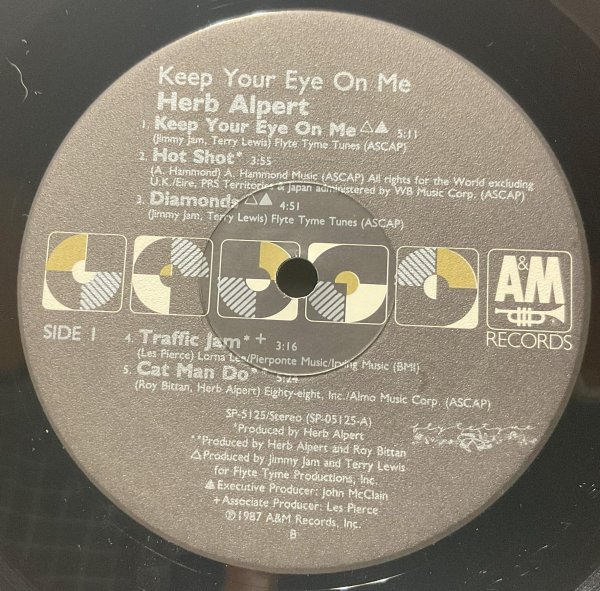 Keep Your Eye On Me
Herb Alpert
1. Keep Your Eye On Me △▲ 5:11
(Jimmy Jam, Terry Lewis) Flyte Tyme Tunes (ASCAP)
2. Hot Shot* 3:55
(A. Hammond) A. Hammond Music (ASCAP) All rights for the World excluding
U.K./Eire, PRS Territories & Japan administered by WB Music Corp. (ASCAP)
3. Diamonds △▲ 4:51
(Jimmy Jam, Terry Lewis) Flyte Tyme Tunes (ASCAP)
A&M
RECORDS
SIDE 1
4. Traffic Jam* + 3:16
(Les Pierce) Lorna Lee/Pierponte Music/Irving Music (BMI)
5. Cat Man Do** 5:24
(Roy Bittan, Herb Alpert) Eighty-eight, Inc./Almo Music Corp. (ASCAP)
SP-5125/Stereo (SP-05125-A)
*Produced by Herb Alpert
**Produced by Herb Alpert and Roy Bittan
△Produced by Jimmy Jam and Terry Lewis
for Flyte Tyme Productions, Inc.
▲ Executive Producer: John McClain
+Associate Producer: Les Pierce
℗©1987 A&M Records, Inc.
B